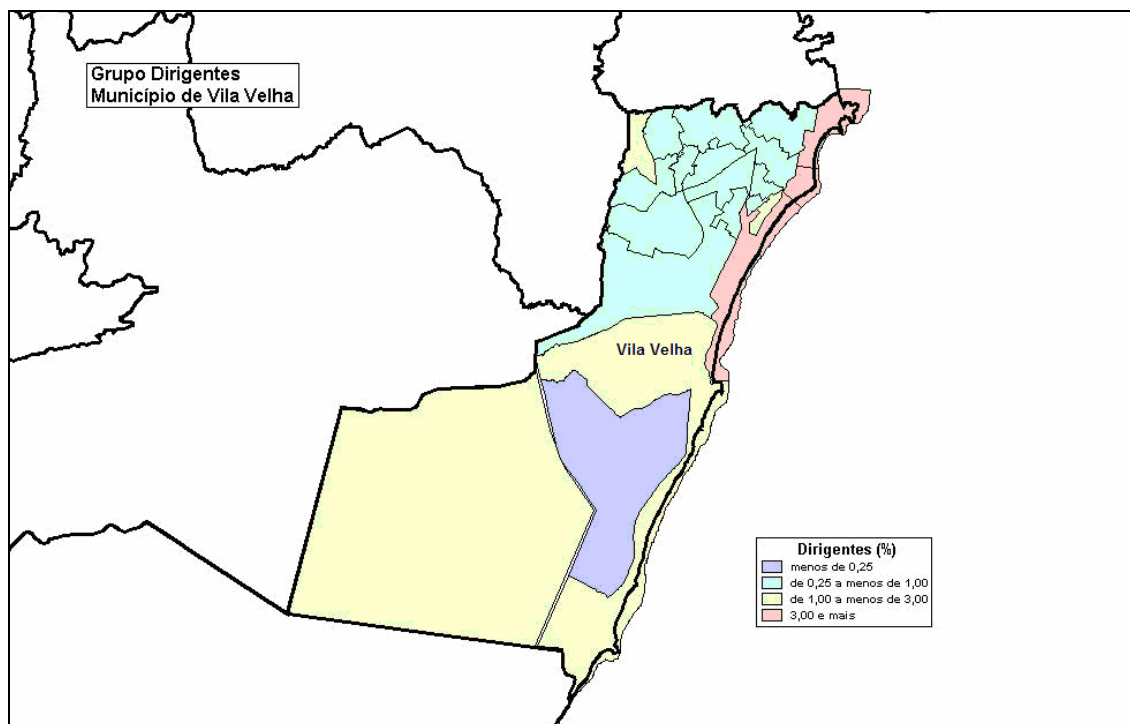 Grupo Dirigentes
Município de Vila Velha
Vila Velha
Dirigentes (%)
menos de 0,25
de 0,25 a menos de 1,00
de 1,00 a menos de 3,00
3,00 e mais